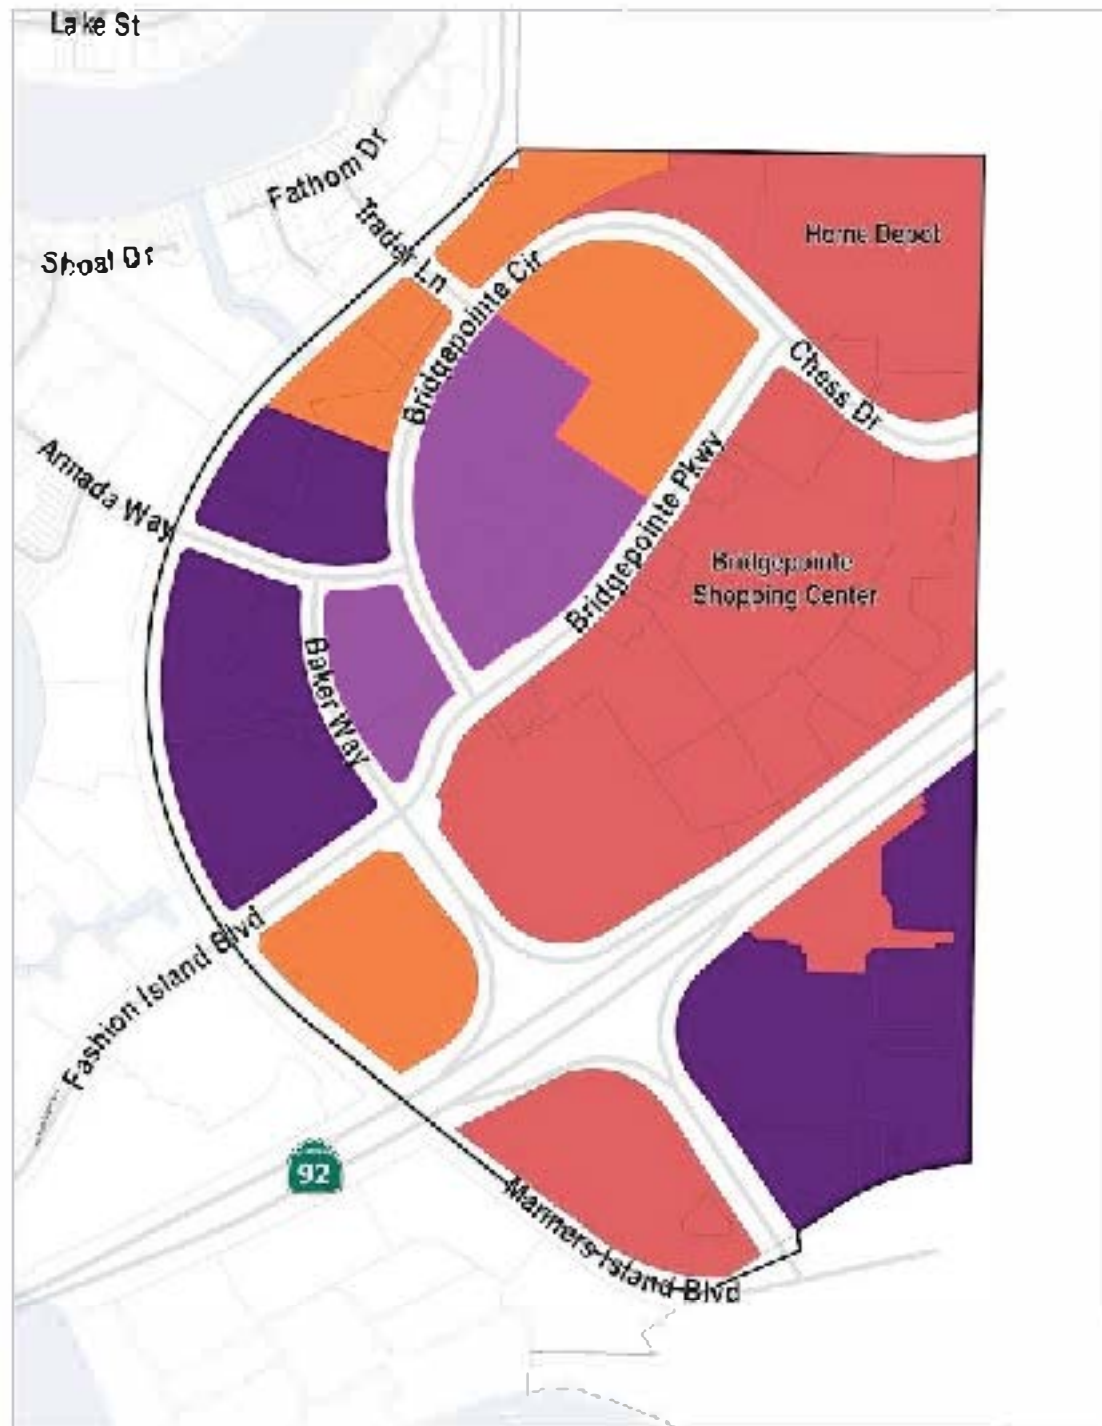 Lake St
Fathom Dr
Trader Ln
Shoal Dr
Home Depot
Bridgepointe Cir
Chess Dr
Armada Way
Bridgepointe Pkwy
Bridgepointe
Shopping Center
Baker Way
Fashion Island Blvd
92
Mariners Island Blvd